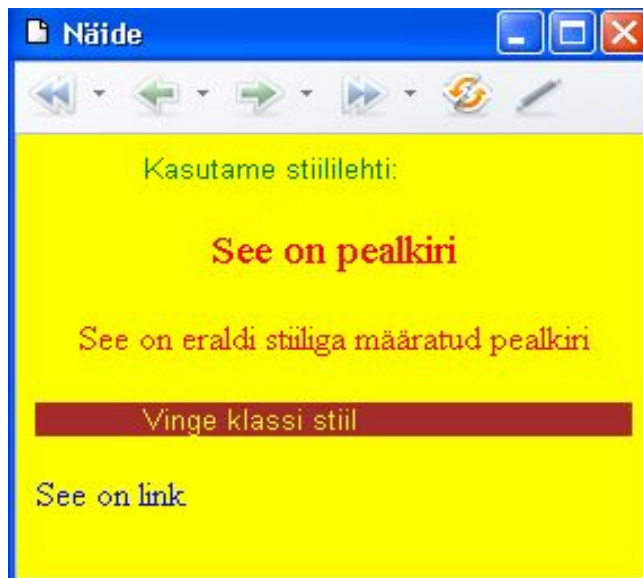 Näide
Kasutame stiililehti:
See on pealkiri
See on eraldi stiiliga määratud pealkiri
Vinge klassi stiil
See on link